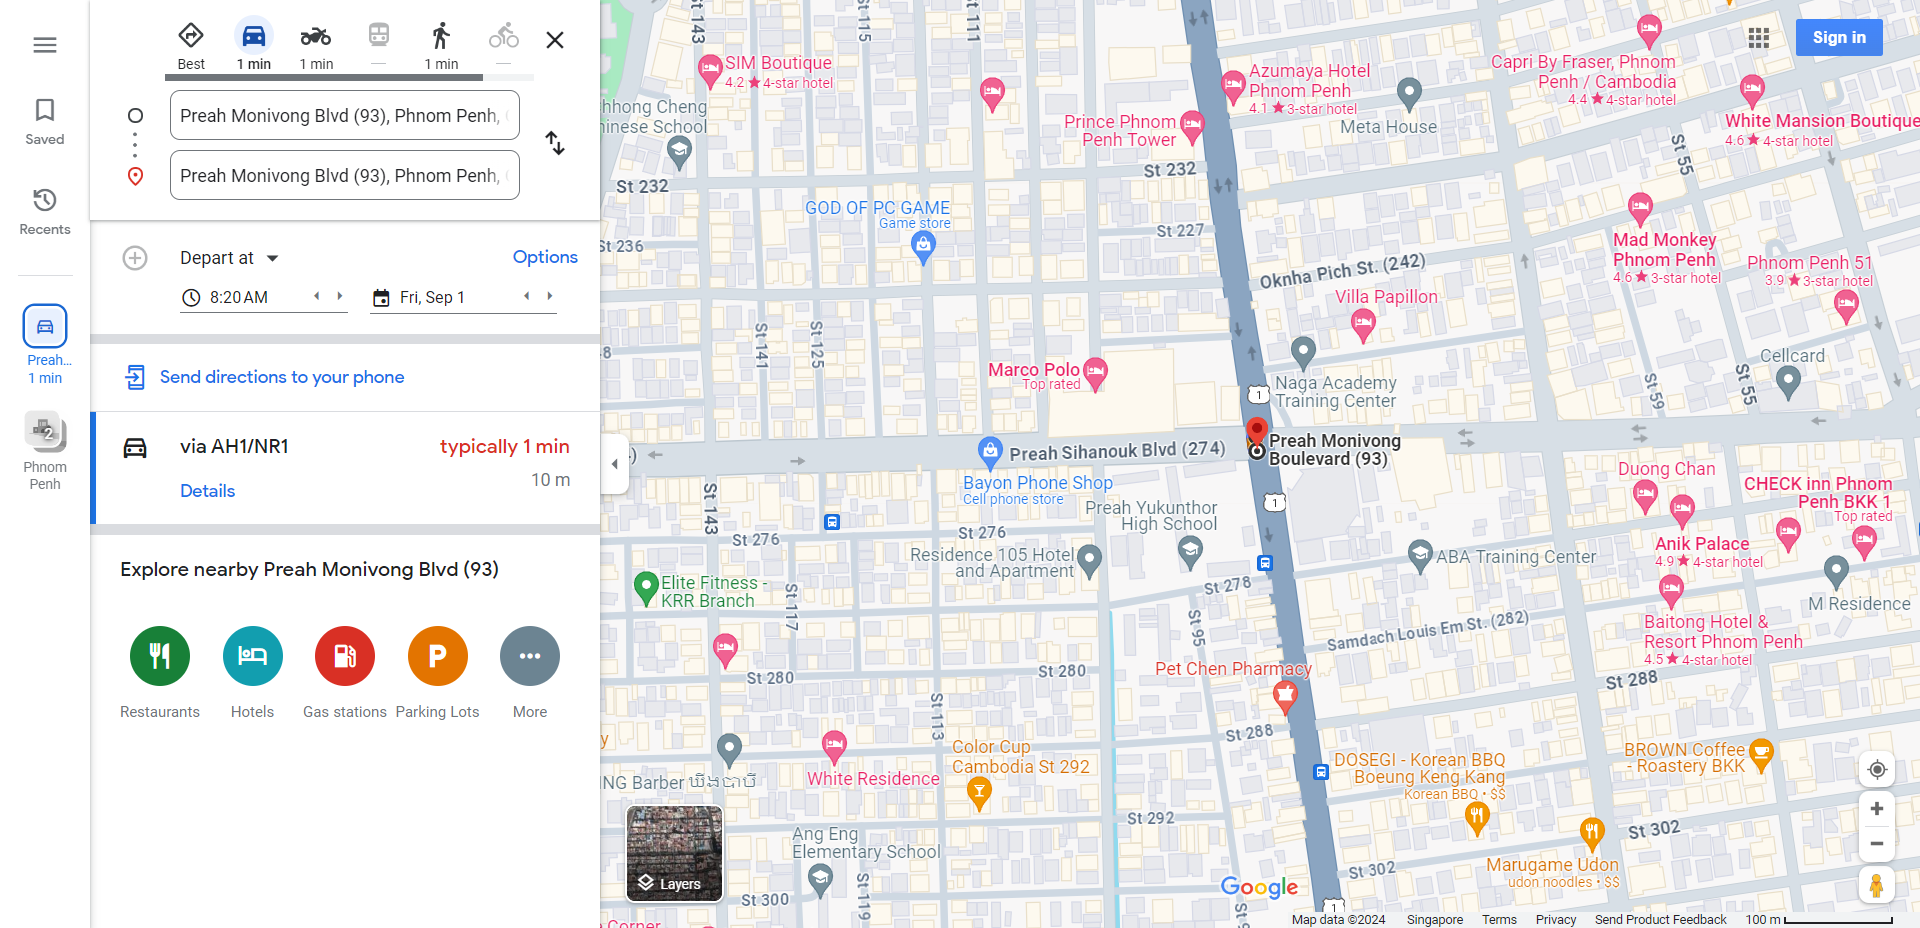 Saved
Recents
Preah...
1 min
2
Phnom
Penh
Best
1 min
1 min
—
1 min
—
Preah Monivong Blvd (93), Phnom Penh,
Preah Monivong Blvd (93), Phnom Penh,
Depart at
Options
8:20 AM
Fri, Sep 1
Send directions to your phone
via AH1/NR1
typically 1 min
10 m
Details
Explore nearby Preah Monivong Blvd (93)
Restaurants
Hotels
Gas stations
Parking Lots
More
Sign in
St 143
St 115
St 111
SIM Boutique
4.2★4-star hotel
Azumaya Hotel
Phnom Penh
4.1★3-star hotel
Capri By Fraser, Phnom
Penh / Cambodia
4.4★4-star hotel
hhong Cheng
inese School
Prince Phnom
Penh Tower
Meta House
White Mansion Boutique
4.6★4-star hotel
St 55
St 232
St 232
GOD OF PC GAME
Game store
St 236
St 227
Oknha Pich St. (242)
Mad Monkey
Phnom Penh
4.6★3-star hotel
Phnom Penh 51
3.9★3-star hotel
Villa Papillon
St 141
St 125
8
Marco Polo
Top rated
Naga Academy
Training Center
Cellcard
St 59
St 55
1
Preah Monivong
Boulevard (93)
Preah Sihanouk Blvd (274)
Bayon Phone Shop
Cell phone store
Duong Chan
CHECK inn Phnom
Penh BKK 1
Top rated
St 143
1
Preah Yukunthor
High School
St 276
St 276
Residence 105 Hotel
and Apartment
ABA Training Center
Anik Palace
4.9★4-star hotel
Elite Fitness -
KRR Branch
St 117
St 278
St 95
Samdach Louis Em St. (282)
M Residence
Baitong Hotel &
Resort Phnom Penh
4.5★4-star hotel
St 280
St 280
Pet Chen Pharmacy
St 288
St 113
St 288
y
Color Cup
Cambodia St 292
NG Barber ឃីងបាបី
White Residence
DOSEGI - Korean BBQ
Boeung Keng Kang
Korean BBQ • $$
BROWN Coffee
- Roastery BKK
St 292
St 302
Ang Eng
Elementary School
Marugame Udon
udon noodles • $$
St 302
Layers
St 300
St 119
St 9
1
Corner
Google
Map data ©2024
Singapore
Terms
Privacy
Send Product Feedback
100 m